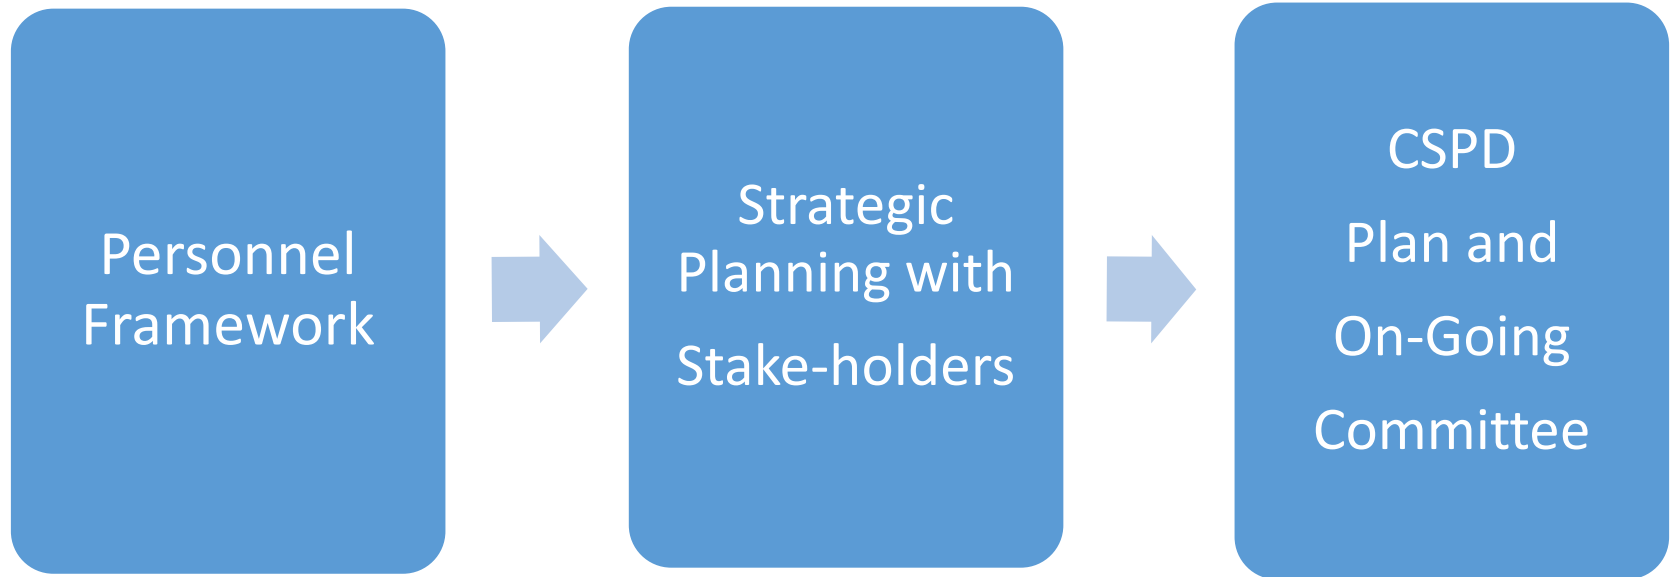 Personnel
Framework
Strategic
Planning with
Stake-holders
CSPD
Plan and
On-Going
Committee